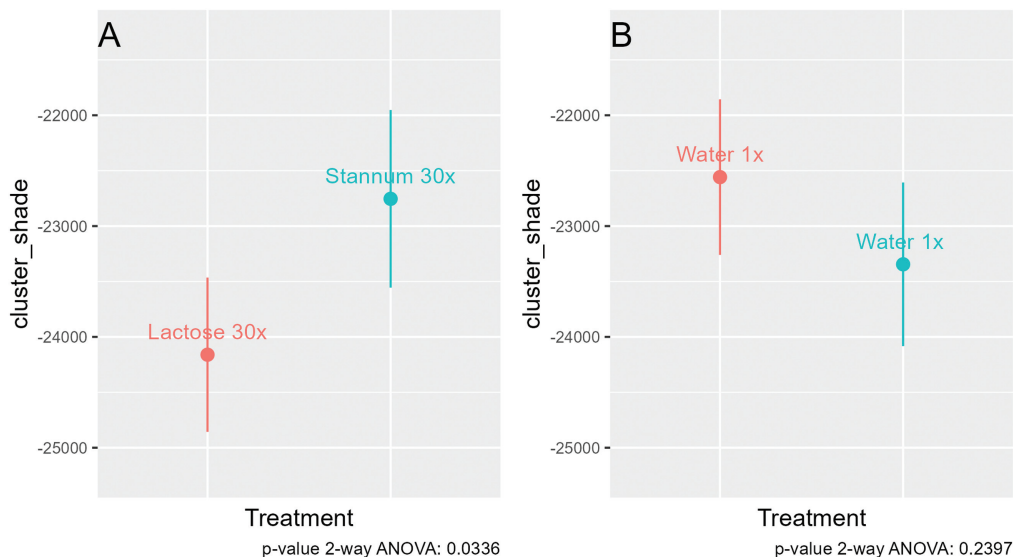 A
cluster_shade
-22000
-23000
-24000
-25000
Stannum 30x
Lactose 30x
Treatment
p-value 2-way ANOVA: 0.0336
B
cluster_shade
-22000
-23000
-24000
-25000
Water 1x
Water 1x
Treatment
p-value 2-way ANOVA: 0.2397